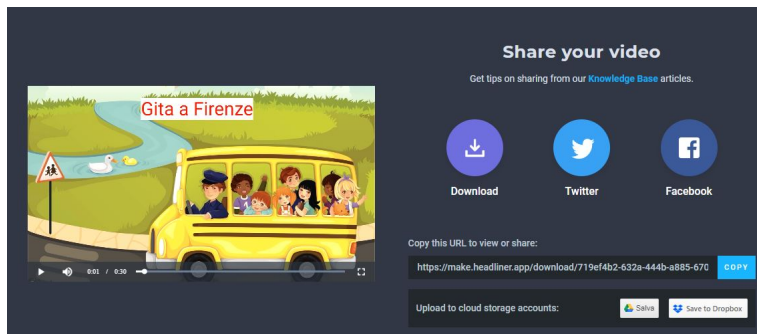 Gita a Firenze
0:01 / 0:30
Share your video
Get tips on sharing from our Knowledge Base articles.
Download
Twitter
Facebook
Copy this URL to view or share:
https://make.headliner.app/download/719ef4b2-632a-444b-a885-670
COPY
Upload to cloud storage accounts:
Salva
Save to Dropbox